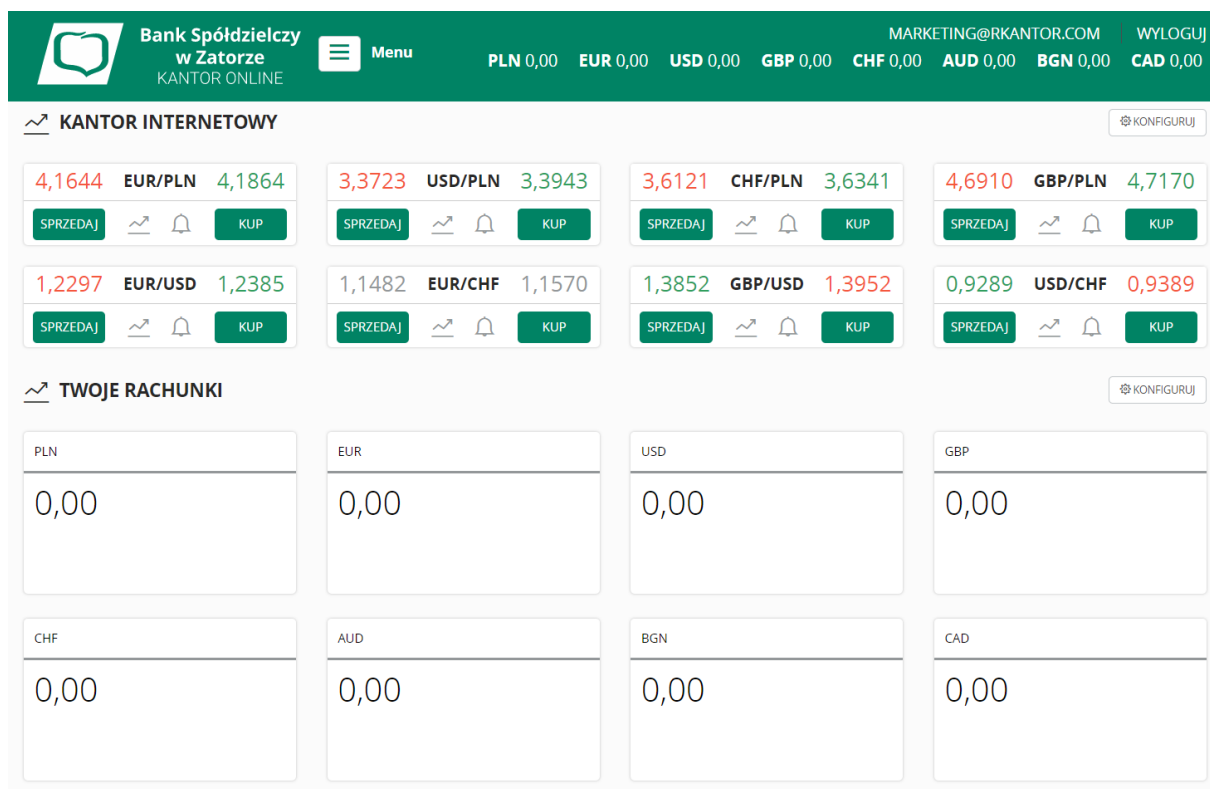 Bank Spółdzielczy
w Zatorze
KANTOR ONLINE
Menu
MARKETING@RKANTOR.COM WYLOGUJ
PLN 0,00 EUR 0,00 USD 0,00 GBP 0,00 CHF 0,00 AUD 0,00 BGN 0,00 CAD 0,00
KANTOR INTERNETOWY
KONFIGURUJ
4,1644 EUR/PLN 4,1864 3,3723 USD/PLN 3,3943 3,6121 CHF/PLN 3,6341 4,6910 GBP/PLN 4,7170
SPRZEDAJ KUP SPRZEDAJ KUP SPRZEDAJ KUP SPRZEDAJ KUP
1,2297 EUR/USD 1,2385 1,1482 EUR/CHF 1,1570 1,3852 GBP/USD 1,3952 0,9289 USD/CHF 0,9389
SPRZEDAJ KUP SPRZEDAJ KUP SPRZEDAJ KUP SPRZEDAJ KUP
TWOJE RACHUNKI
KONFIGURUJ
PLN EUR USD GBP
0,00 0,00 0,00 0,00
CHF AUD BGN CAD
0,00 0,00 0,00 0,00